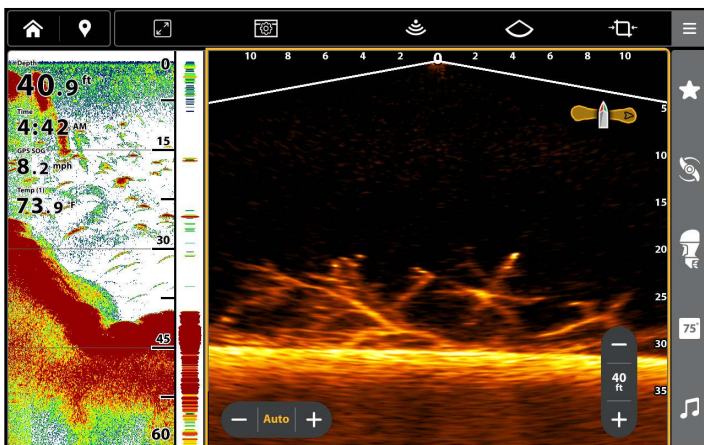 Depth
40.9 ft
Time
4:42 AM
GPS SOG
8.2 mph
Temp (1)
73.9 °F
0
15
30
45
60
10 8 6 4 2 0 2 4 6 8 10
5
10
15
20
25
30
35
− Auto +
−
40
ft
+
75°